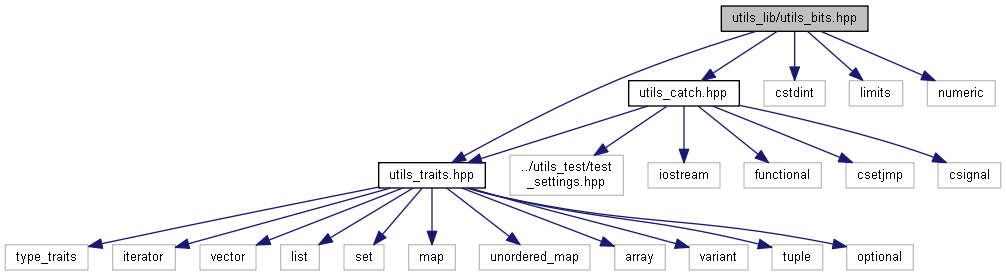 utils_lib/utils_bits.hpp
utils_catch.hpp
cstdint
limits
numeric
utils_traits.hpp
../utils_test/test
_settings.hpp
iostream
functional
csetjmp
csignal
type_traits
iterator
vector
list
set
map
unordered_map
array
variant
tuple
optional